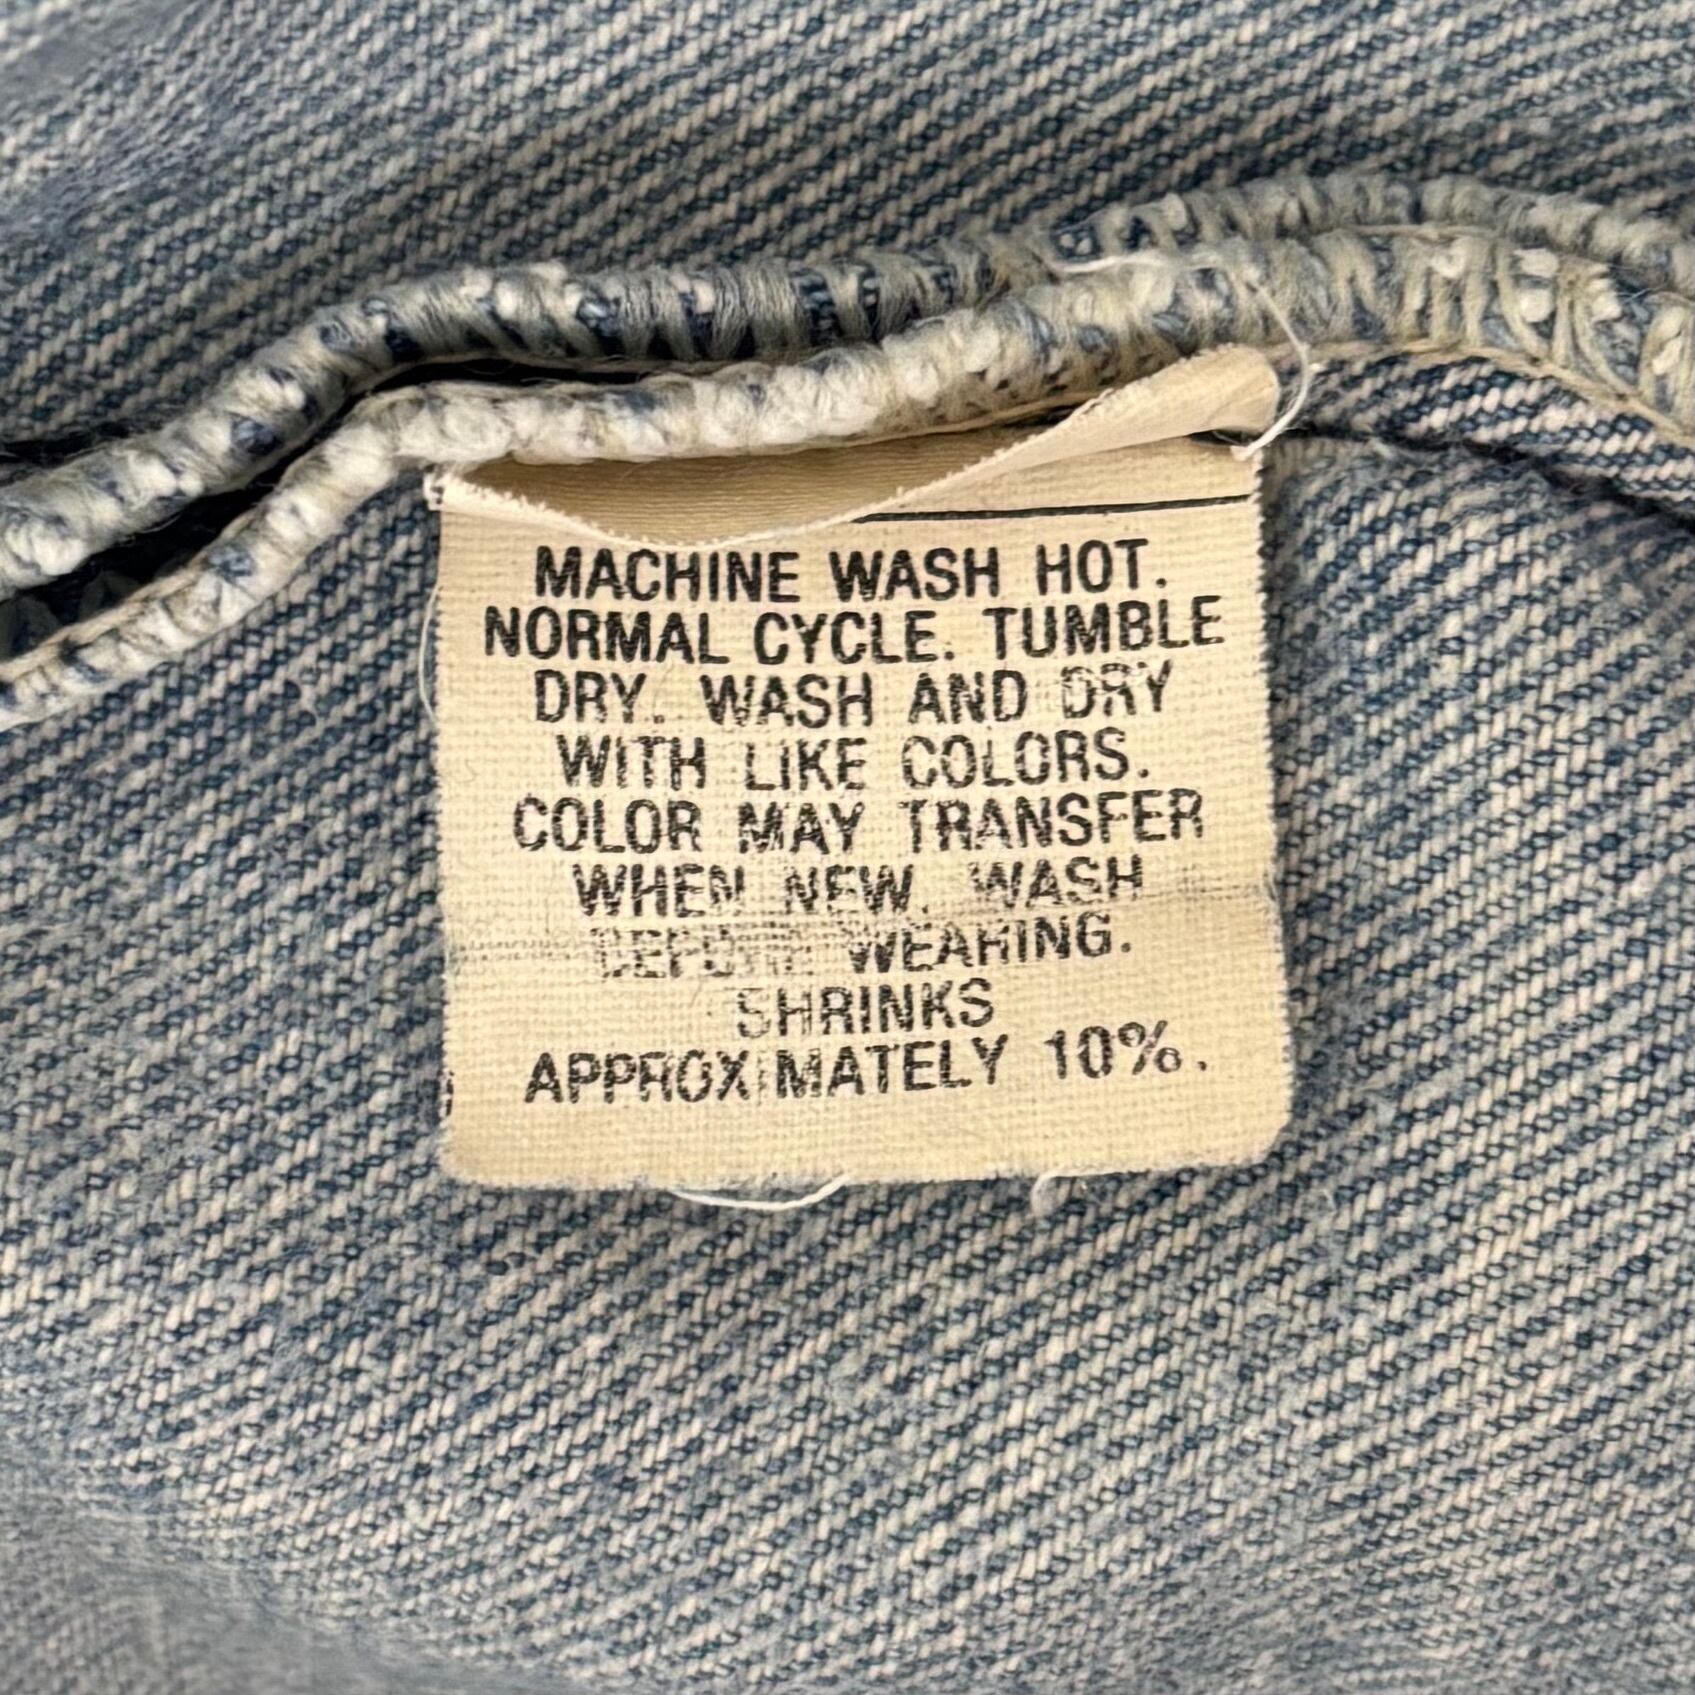 MACHINE WASH HOT.
NORMAL CYCLE. TUMBLE
DRY. WASH AND DRY
WITH LIKE COLORS.
COLOR MAY TRANSFER
WHEN NEW. WASH
BEFORE WEARING.
SHRINKS
APPROXIMATELY 10%.